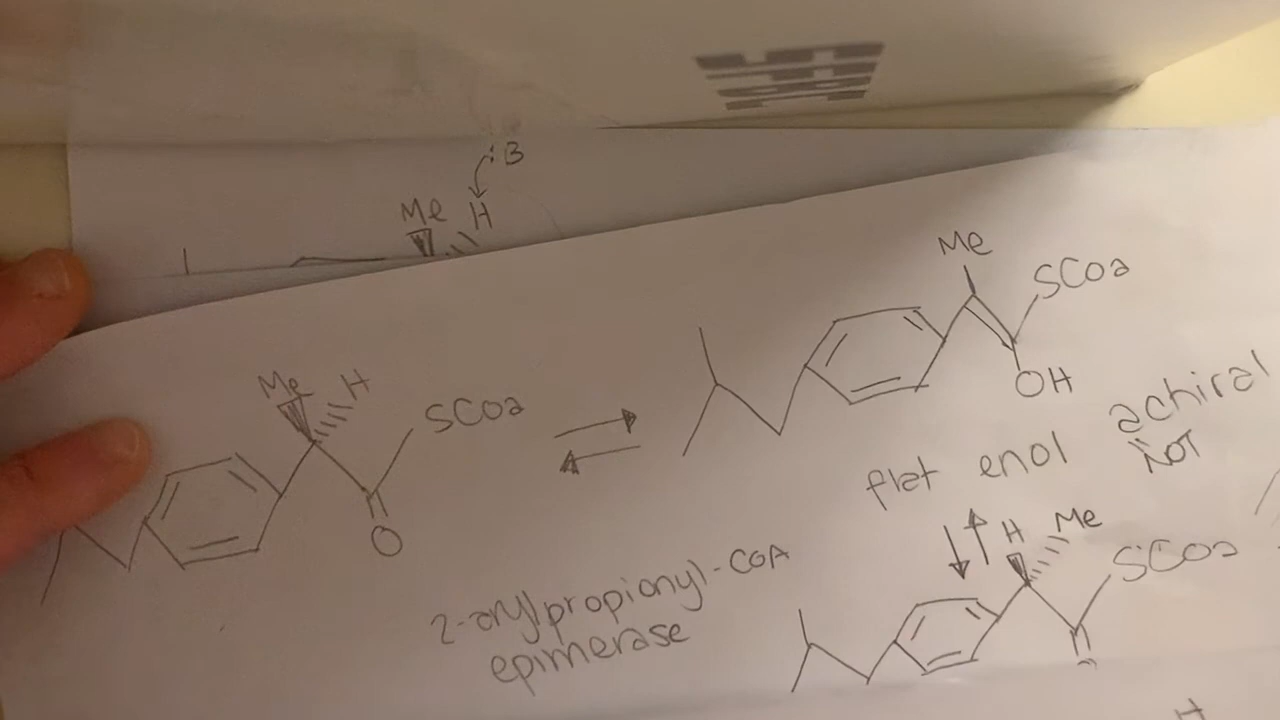 :B
Me H
Me
SCoa
Me H
SCoa
OH
O
flat enol achiral
NOT
H Me
SCoa
2-arylpropionyl-COA
epimerase
H